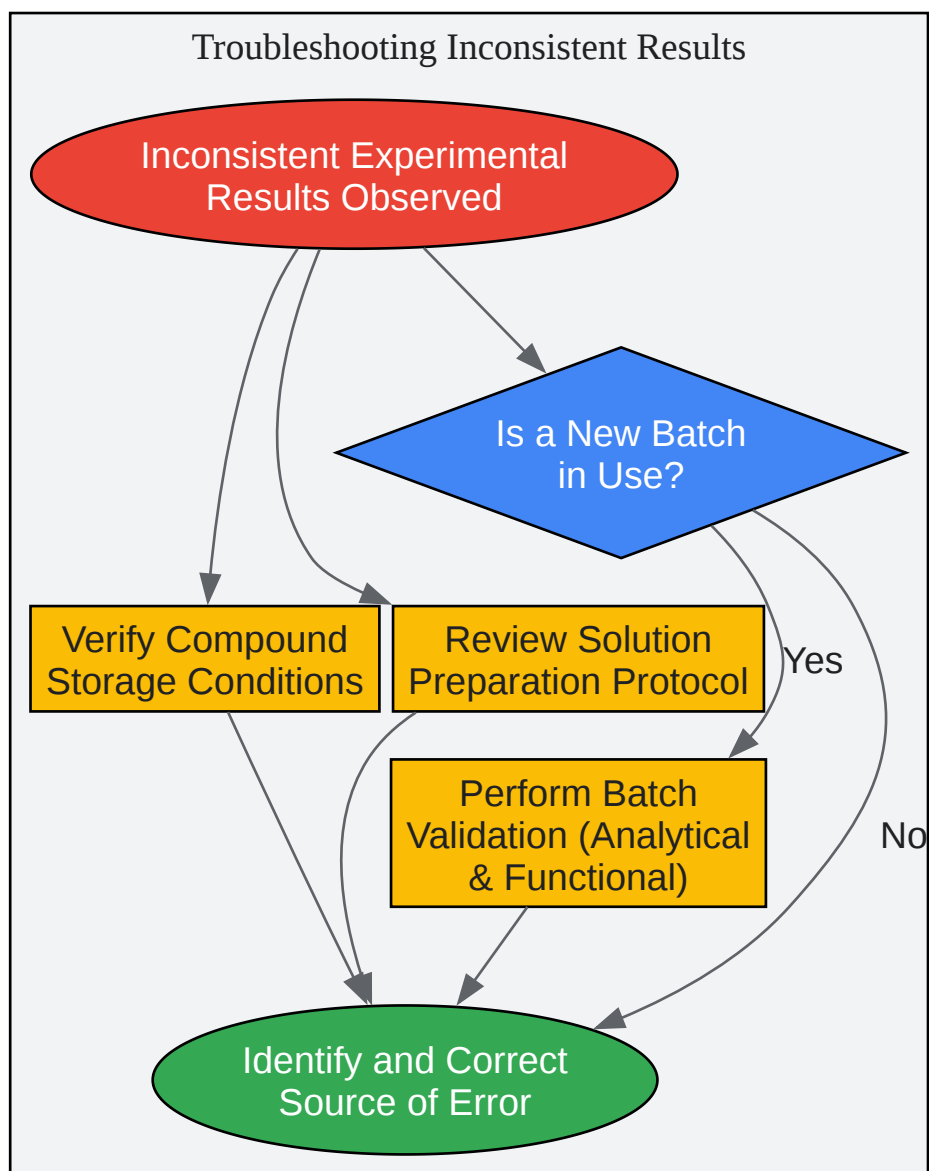 Troubleshooting Inconsistent Results
Inconsistent Experimental
Results Observed
Is a New Batch
in Use?
Verify Compound
Storage Conditions
Review Solution
Preparation Protocol
Yes
Perform Batch
Validation (Analytical
& Functional)
No
Identify and Correct
Source of Error